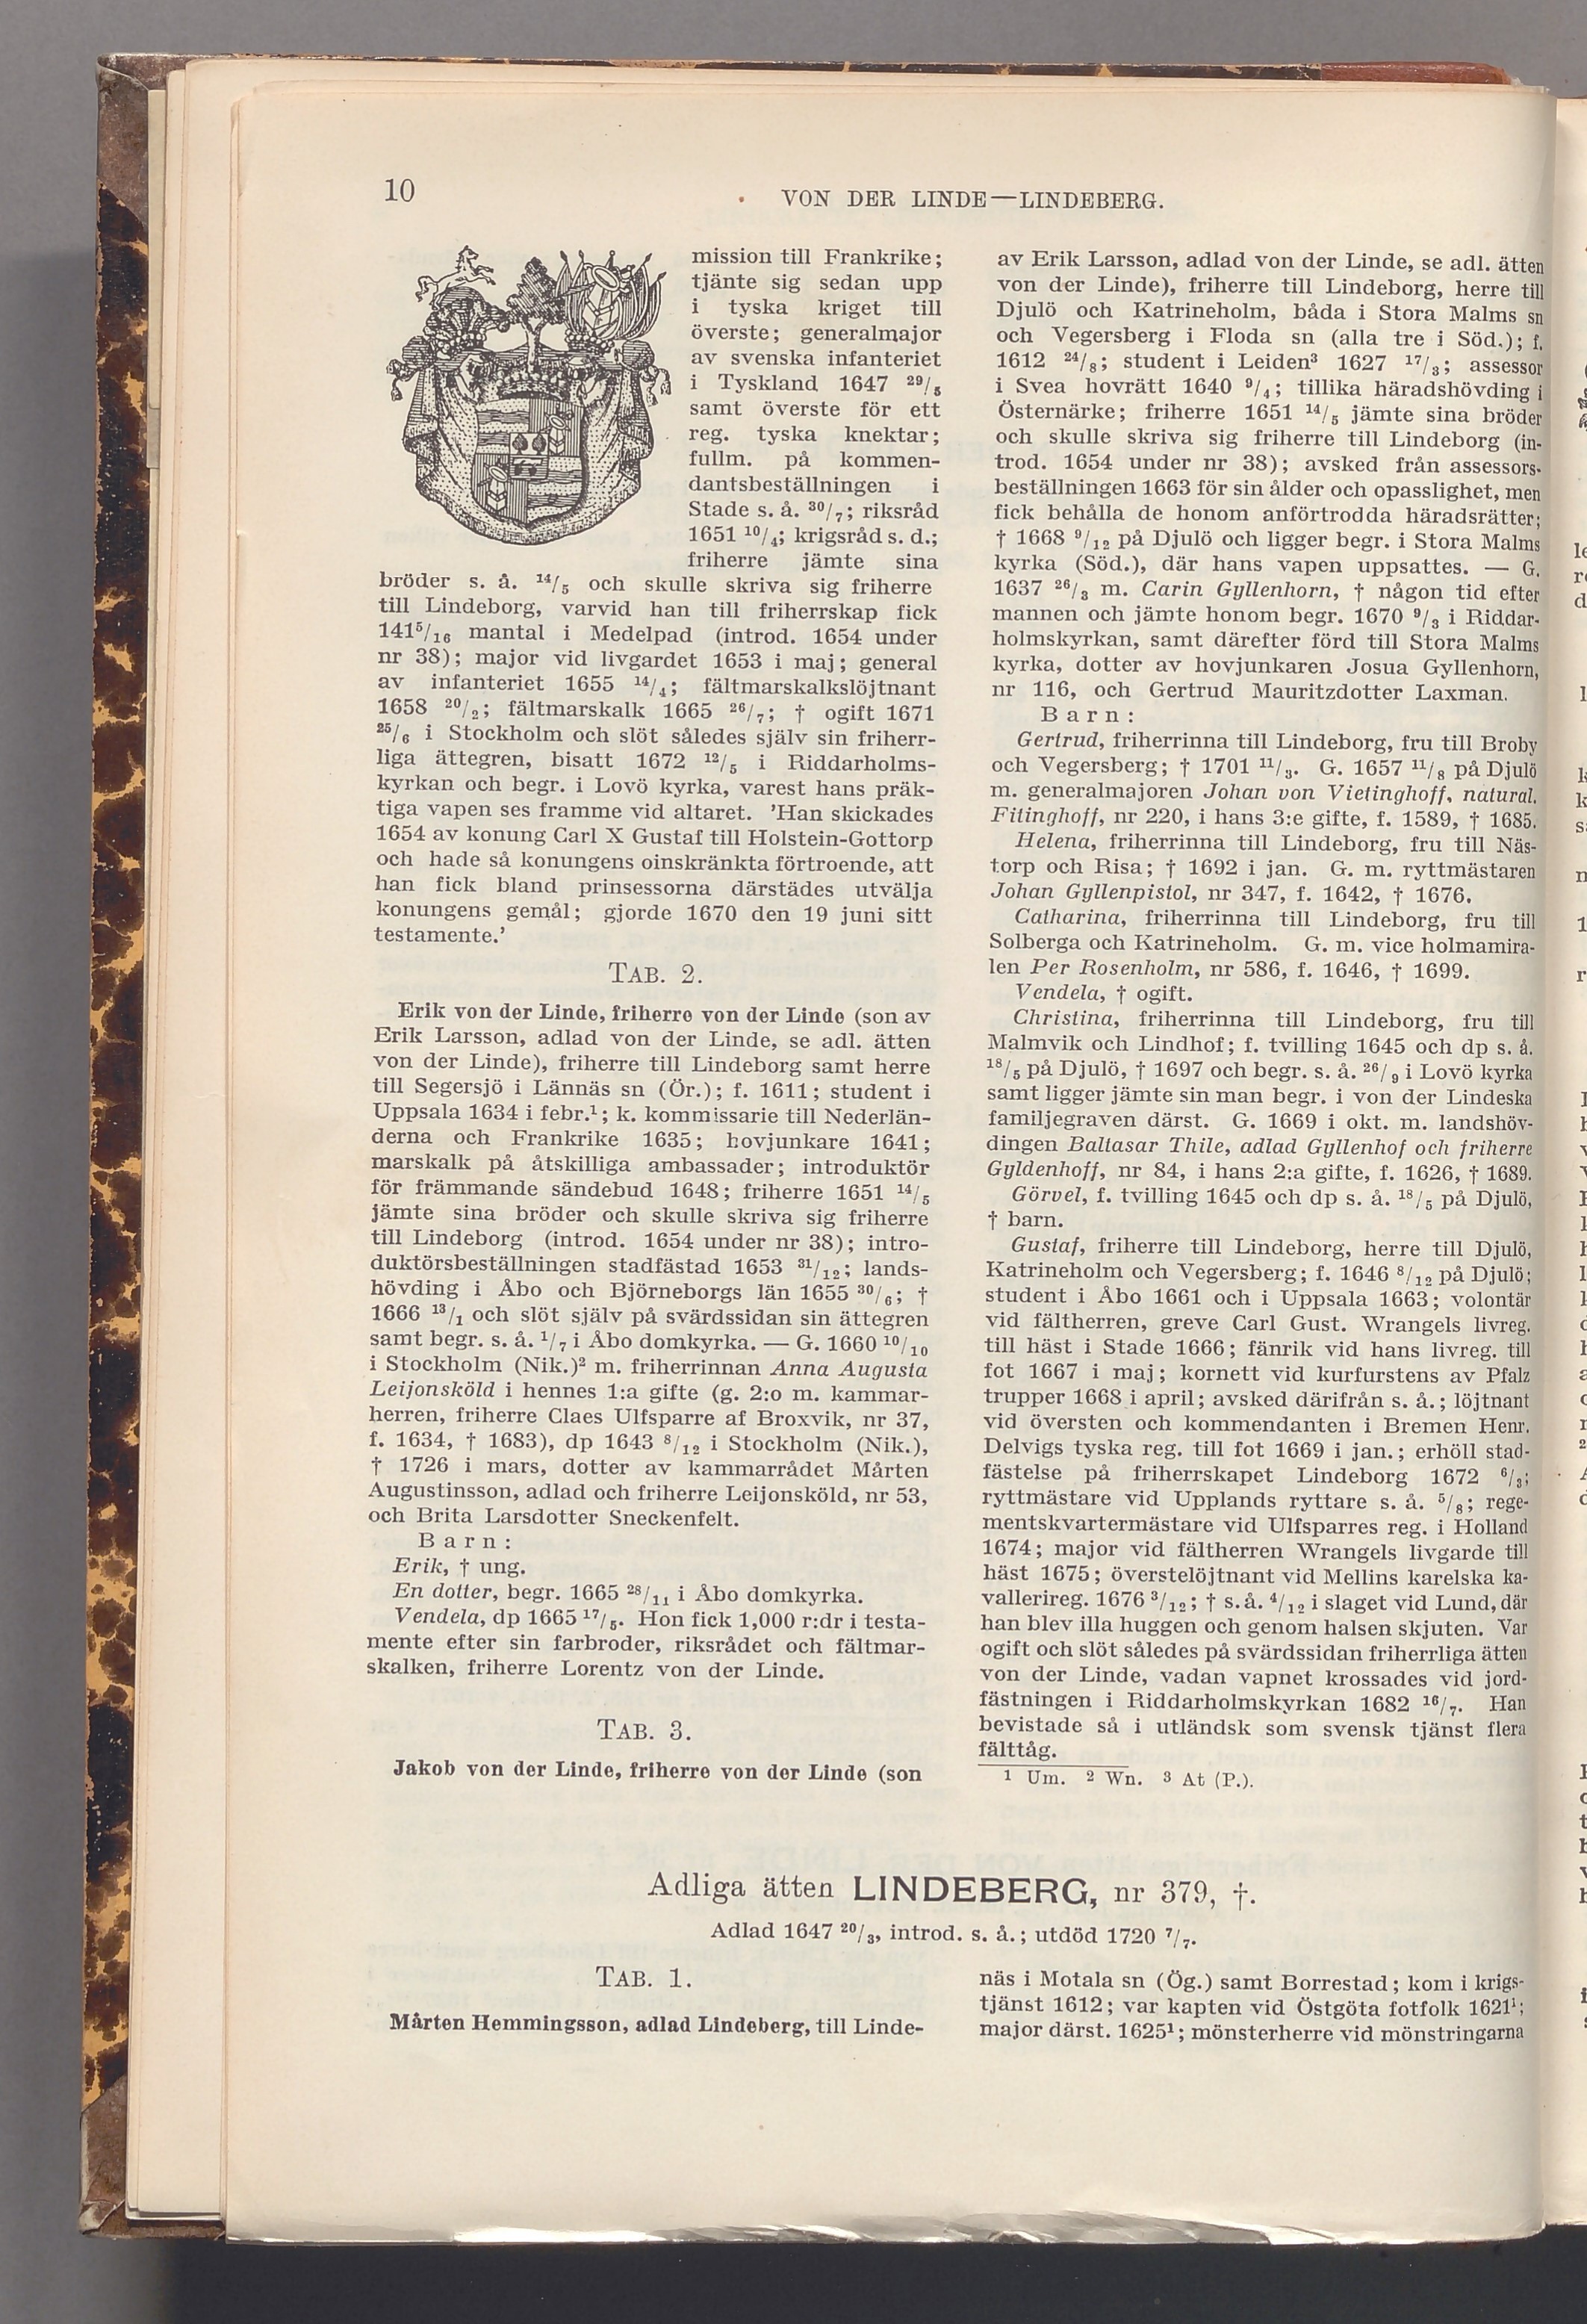 10
VON DER LINDE—LINDEBERG.
mission till Frankrike;
tjänte sig sedan upp
i tyska kriget till
överste; generalmajor
av svenska infanteriet
i Tyskland 1647 29/5
samt överste för ett
reg. tyska knektar;
fullm. på kommen-
dantsbeställningen i
Stade s. å. 30/7; riksråd
1651 10/4; krigsråd s. d.;
friherre jämte sina
bröder s. å. 14/5 och skulle skriva sig friherre
till Lindeborg, varvid han till friherrskap fick
141 5/16 mantal i Medelpad (introd. 1654 under
nr 38); major vid livgardet 1653 i maj; general
av infanteriet 1655 14/4; fältmarskalkslöjtnant
1658 20/2; fältmarskalk 1665 26/7; † ogift 1671
25/6 i Stockholm och slöt således själv sin friherr-
liga ättegren, bisatt 1672 12/5 i Riddarholms-
kyrkan och begr. i Lovö kyrka, varest hans präk-
tiga vapen ses framme vid altaret. 'Han skickades
1654 av konung Carl X Gustaf till Holstein-Gottorp
och hade så konungens oinskränkta förtroende, att
han fick bland prinsessorna därstädes utvälja
konungens gemål; gjorde 1670 den 19 juni sitt
testamente.'
TAB. 2.
Erik von der Linde, friherre von der Linde (son av
Erik Larsson, adlad von der Linde, se adl. ätten
von der Linde), friherre till Lindeborg samt herre
till Segersjö i Lännäs sn (Ör.); f. 1611; student i
Uppsala 1634 i febr.¹; k. kommissarie till Nederlän-
derna och Frankrike 1635; hovjunkare 1641;
marskalk på åtskilliga ambassader; introduktör
för främmande sändebud 1648; friherre 1651 14/5
jämte sina bröder och skulle skriva sig friherre
till Lindeborg (introd. 1654 under nr 38); intro-
duktörsbeställningen stadfästad 1653 31/12; lands-
hövding i Åbo och Björneborgs län 1655 30/6; †
1666 13/1 och slöt själv på svärdssidan sin ättegren
samt begr. s. å. 1/7 i Åbo domkyrka. — G. 1660 10/10
i Stockholm (Nik.)² m. friherrinnan Anna Augusta
Leijonsköld i hennes 1:a gifte (g. 2:o m. kammar-
herren, friherre Claes Ulfsparre af Broxvik, nr 37,
f. 1634, † 1683), dp 1643 8/12 i Stockholm (Nik.),
† 1726 i mars, dotter av kammarrådet Mårten
Augustinsson, adlad och friherre Leijonsköld, nr 53,
och Brita Larsdotter Sneckenfelt.
Barn:
Erik, † ung.
En dotter, begr. 1665 28/11 i Åbo domkyrka.
Vendela, dp 1665 17/5. Hon fick 1,000 r:dr i testa-
mente efter sin farbroder, riksrådet och fältmar-
skalken, friherre Lorentz von der Linde.
TAB. 3.
Jakob von der Linde, friherre von der Linde (son
av Erik Larsson, adlad von der Linde, se adl. ätten
von der Linde), friherre till Lindeborg, herre till
Djulö och Katrineholm, båda i Stora Malms sn
och Vegersberg i Floda sn (alla tre i Söd.); f.
1612 24/8; student i Leiden³ 1627 17/3; assessor
i Svea hovrätt 1640 9/4; tillika häradshövding i
Östernärke; friherre 1651 14/5 jämte sina bröder
och skulle skriva sig friherre till Lindeborg (in-
trod. 1654 under nr 38); avsked från assessors-
beställningen 1663 för sin ålder och opasslighet, men
fick behålla de honom anförtrodda häradsrätter;
† 1668 9/12 på Djulö och ligger begr. i Stora Malms
kyrka (Söd.), där hans vapen uppsattes. — G.
1637 26/3 m. Carin Gyllenhorn, † någon tid efter
mannen och jämte honom begr. 1670 9/3 i Riddar-
holmskyrkan, samt därefter förd till Stora Malms
kyrka, dotter av hovjunkaren Josua Gyllenhorn,
nr 116, och Gertrud Mauritzdotter Laxman.
Barn:
Gertrud, friherrinna till Lindeborg, fru till Broby
och Vegersberg; † 1701 11/3. G. 1657 11/8 på Djulö
m. generalmajoren Johan von Vietinghoff, natural.
Fitinghoff, nr 220, i hans 3:e gifte, f. 1589, † 1685.
Helena, friherrinna till Lindeborg, fru till Näs-
torp och Risa; † 1692 i jan. G. m. ryttmästaren
Johan Gyllenpistol, nr 347, f. 1642, † 1676.
Catharina, friherrinna till Lindeborg, fru till
Solberga och Katrineholm. G. m. vice holmamira-
len Per Rosenholm, nr 586, f. 1646, † 1699.
Vendela, † ogift.
Christina, friherrinna till Lindeborg, fru till
Malmvik och Lindhof; f. tvilling 1645 och dp s. å.
18/5 på Djulö, † 1697 och begr. s. å. 26/9 i Lovö kyrka
samt ligger jämte sin man begr. i von der Lindeska
familjegraven därst. G. 1669 i okt. m. landshöv-
dingen Baltasar Thile, adlad Gyllenhof och friherre
Gyldenhoff, nr 84, i hans 2:a gifte, f. 1626, † 1689.
Görvel, f. tvilling 1645 och dp s. å. 18/5 på Djulö,
† barn.
Gustaf, friherre till Lindeborg, herre till Djulö,
Katrineholm och Vegersberg; f. 1646 8/12 på Djulö;
student i Åbo 1661 och i Uppsala 1663; volontär
vid fältherren, greve Carl Gust. Wrangels livreg.
till häst i Stade 1666; fänrik vid hans livreg. till
fot 1667 i maj; kornett vid kurfurstens av Pfalz
trupper 1668 i april; avsked därifrån s. å.; löjtnant
vid översten och kommendanten i Bremen Henr.
Delvigs tyska reg. till fot 1669 i jan.; erhöll stad-
fästelse på friherrskapet Lindeborg 1672 6/3;
ryttmästare vid Upplands ryttare s. å. 5/8; rege-
mentskvartermästare vid Ulfsparres reg. i Holland
1674; major vid fältherren Wrangels livgarde till
häst 1675; överstelöjtnant vid Mellins karelska ka-
vallerireg. 1676 3/12; † s. å. 4/12 i slaget vid Lund, där
han blev illa huggen och genom halsen skjuten. Var
ogift och slöt således på svärdssidan friherrliga ätten
von der Linde, vadan vapnet krossades vid jord-
fästningen i Riddarholmskyrkan 1682 16/7. Han
bevistade så i utländsk som svensk tjänst flera
fälttåg.
1 Um. 2 Wn. 3 At (P.).
Adliga ätten LINDEBERG, nr 379, †.
Adlad 1647 20/3, introd. s. å.; utdöd 1720 7/7.
TAB. 1.
Mårten Hemmingsson, adlad Lindeberg, till Linde-
näs i Motala sn (Ög.) samt Borrestad; kom i krigs-
tjänst 1612; var kapten vid Östgöta fotfolk 1621¹;
major därst. 1625¹; mönsterherre vid mönstringarna